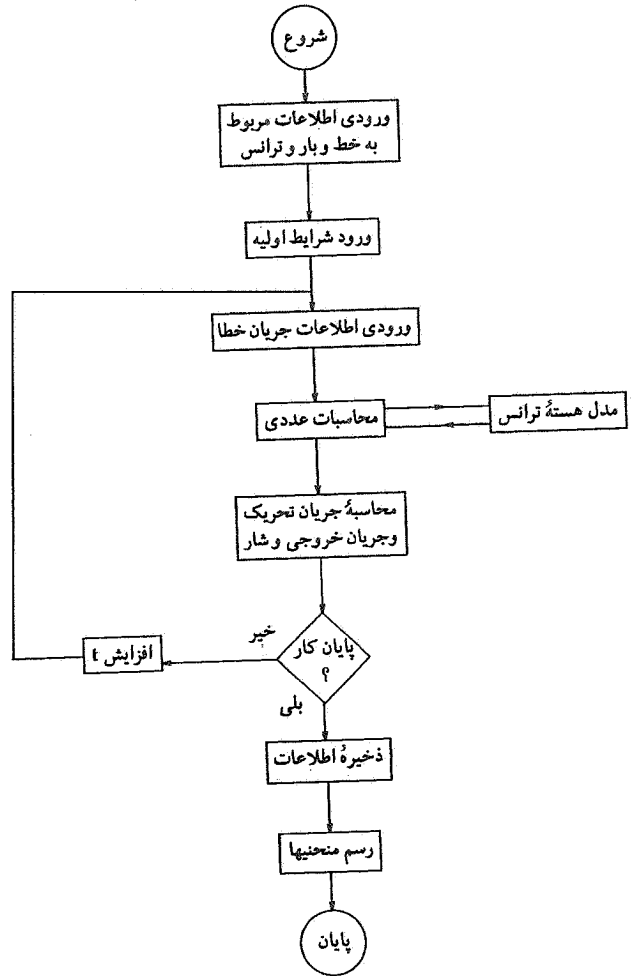 شروع
ورودی اطلاعات مربوط
به خط و بار و ترانس
ورود شرایط اولیه
ورودی اطلاعات جریان خطا
محاسبات عددی
مدل هستهٔ ترانس
محاسبهٔ جریان تحریک
وجریان خروجی و شار
پایان کار
؟
خیر
افزایش t
بلی
ذخیرهٔ اطلاعات
رسم منحنیها
پایان